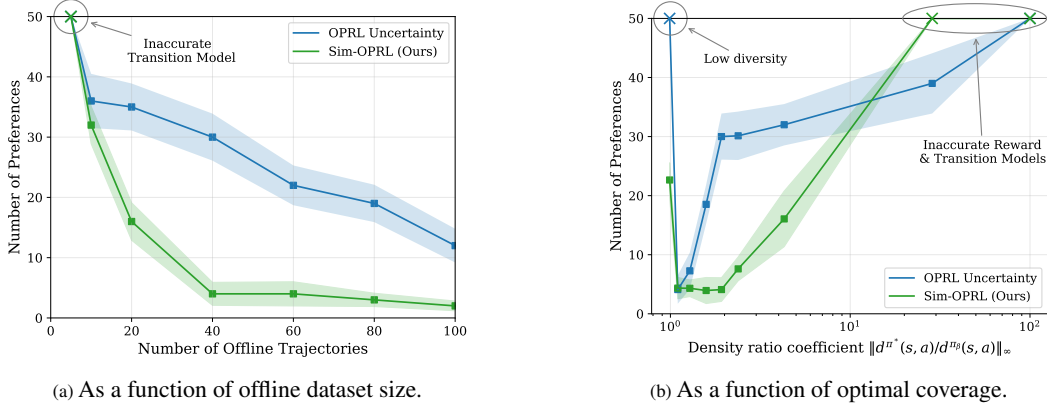 50
40
30
20
10
0
Number of Preferences
OPRL Uncertainty
Sim-OPRL (Ours)
Inaccurate
Transition Model
0 20 40 60 80 100
Number of Offline Trajectories
(a) As a function of offline dataset size.
50
40
30
20
10
0
Number of Preferences
Low diversity
Inaccurate Reward
& Transition Models
OPRL Uncertainty
Sim-OPRL (Ours)
10⁰ 10¹ 10²
Density ratio coefficient ‖d^{π*}(s, a)/d^{π_β}(s, a)‖_∞
(b) As a function of optimal coverage.